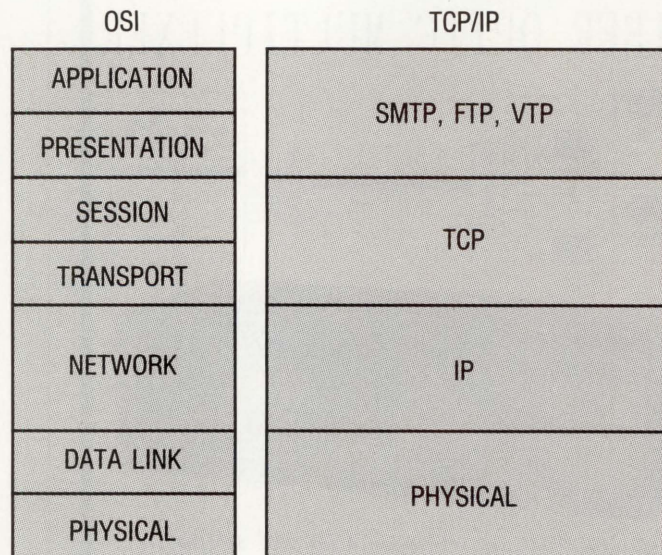 OSI
TCP/IP
APPLICATION
PRESENTATION
SESSION
TRANSPORT
NETWORK
DATA LINK
PHYSICAL
SMTP, FTP, VTP
TCP
IP
PHYSICAL